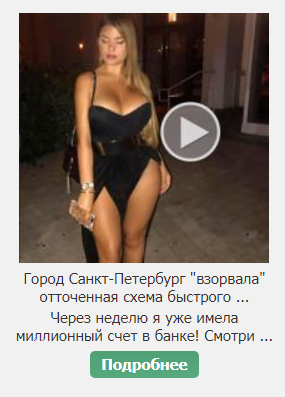 Город Санкт-Петербург "взорвала"
отточенная схема быстрого ...
Через неделю я уже имела
миллионный счет в банке! Смотри ...
Подробнее